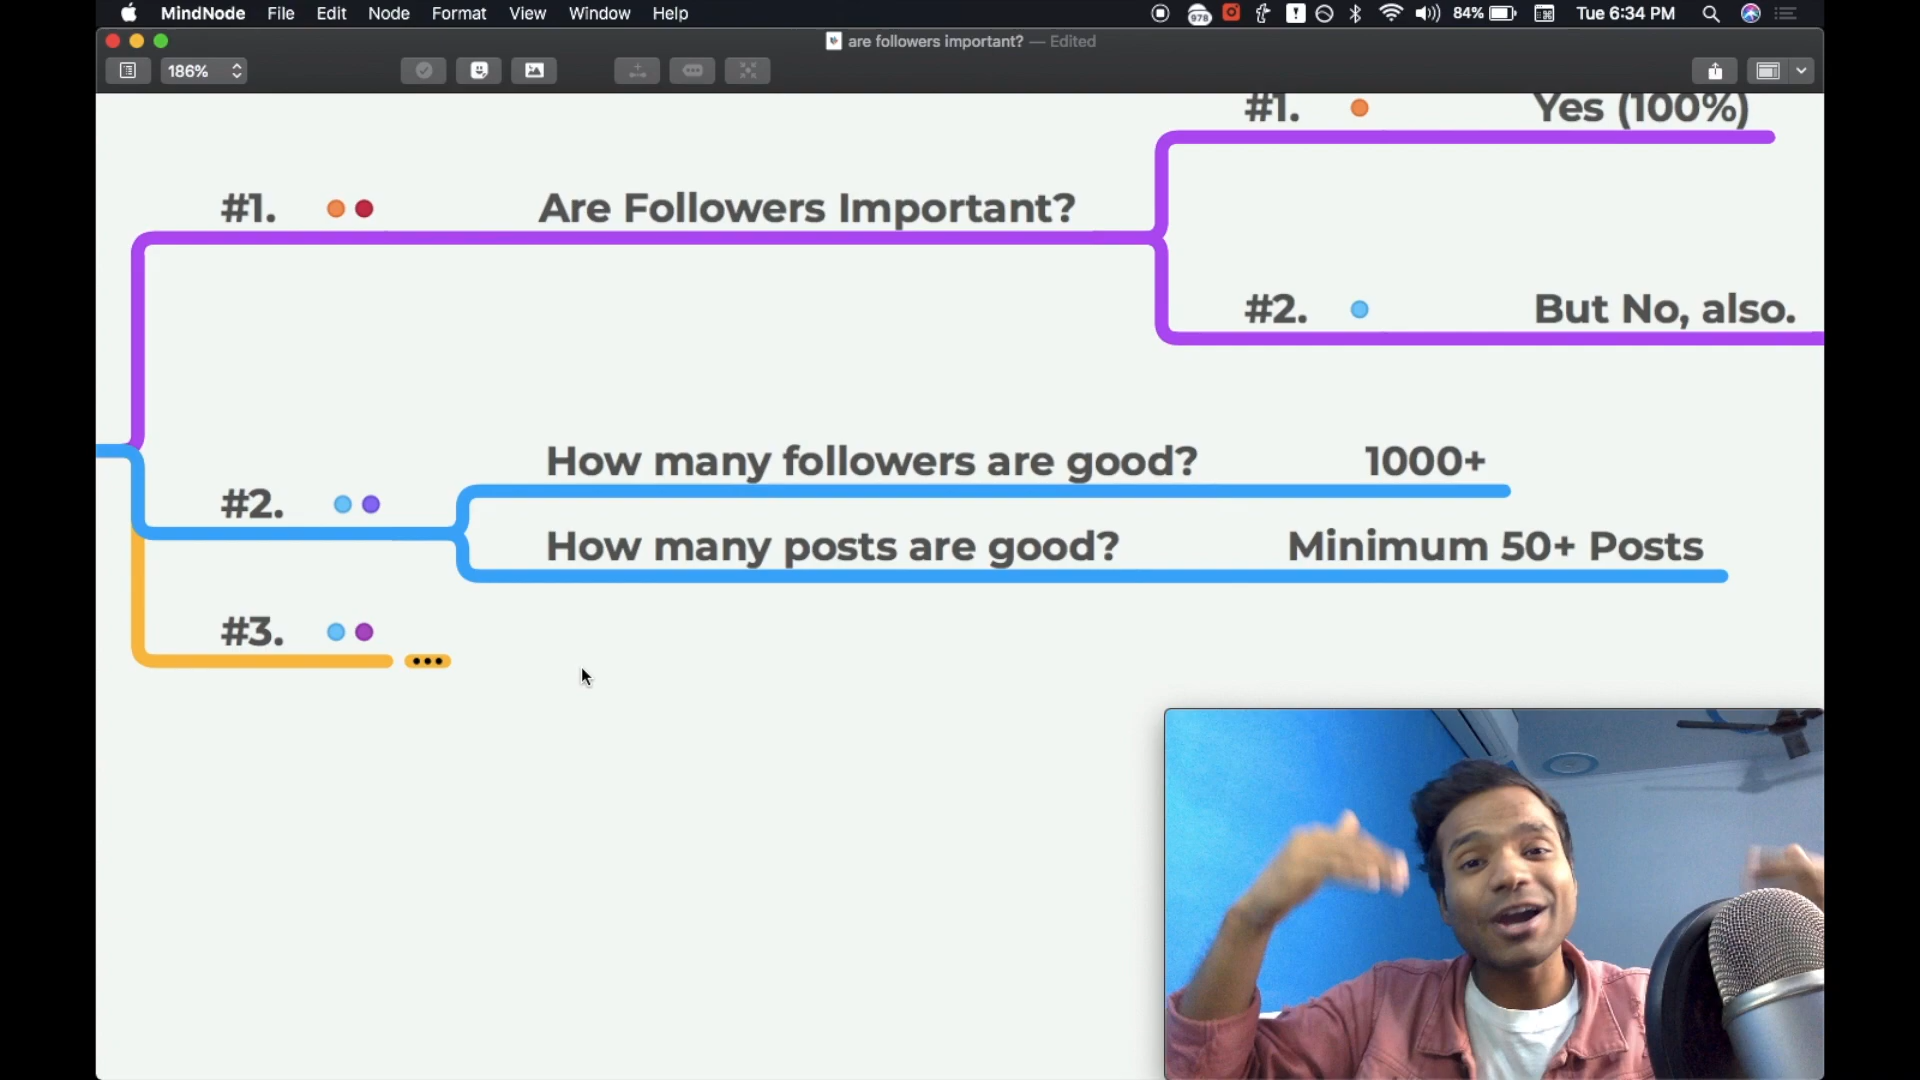 MindNode File Edit Node Format View Window Help 978 84% Tue 6:34 PM
are followers important? — Edited
186%
#1. Yes (100%)
#1. Are Followers Important?
#2. But No, also.
How many followers are good? 1000+
#2.
How many posts are good? Minimum 50+ Posts
#3.